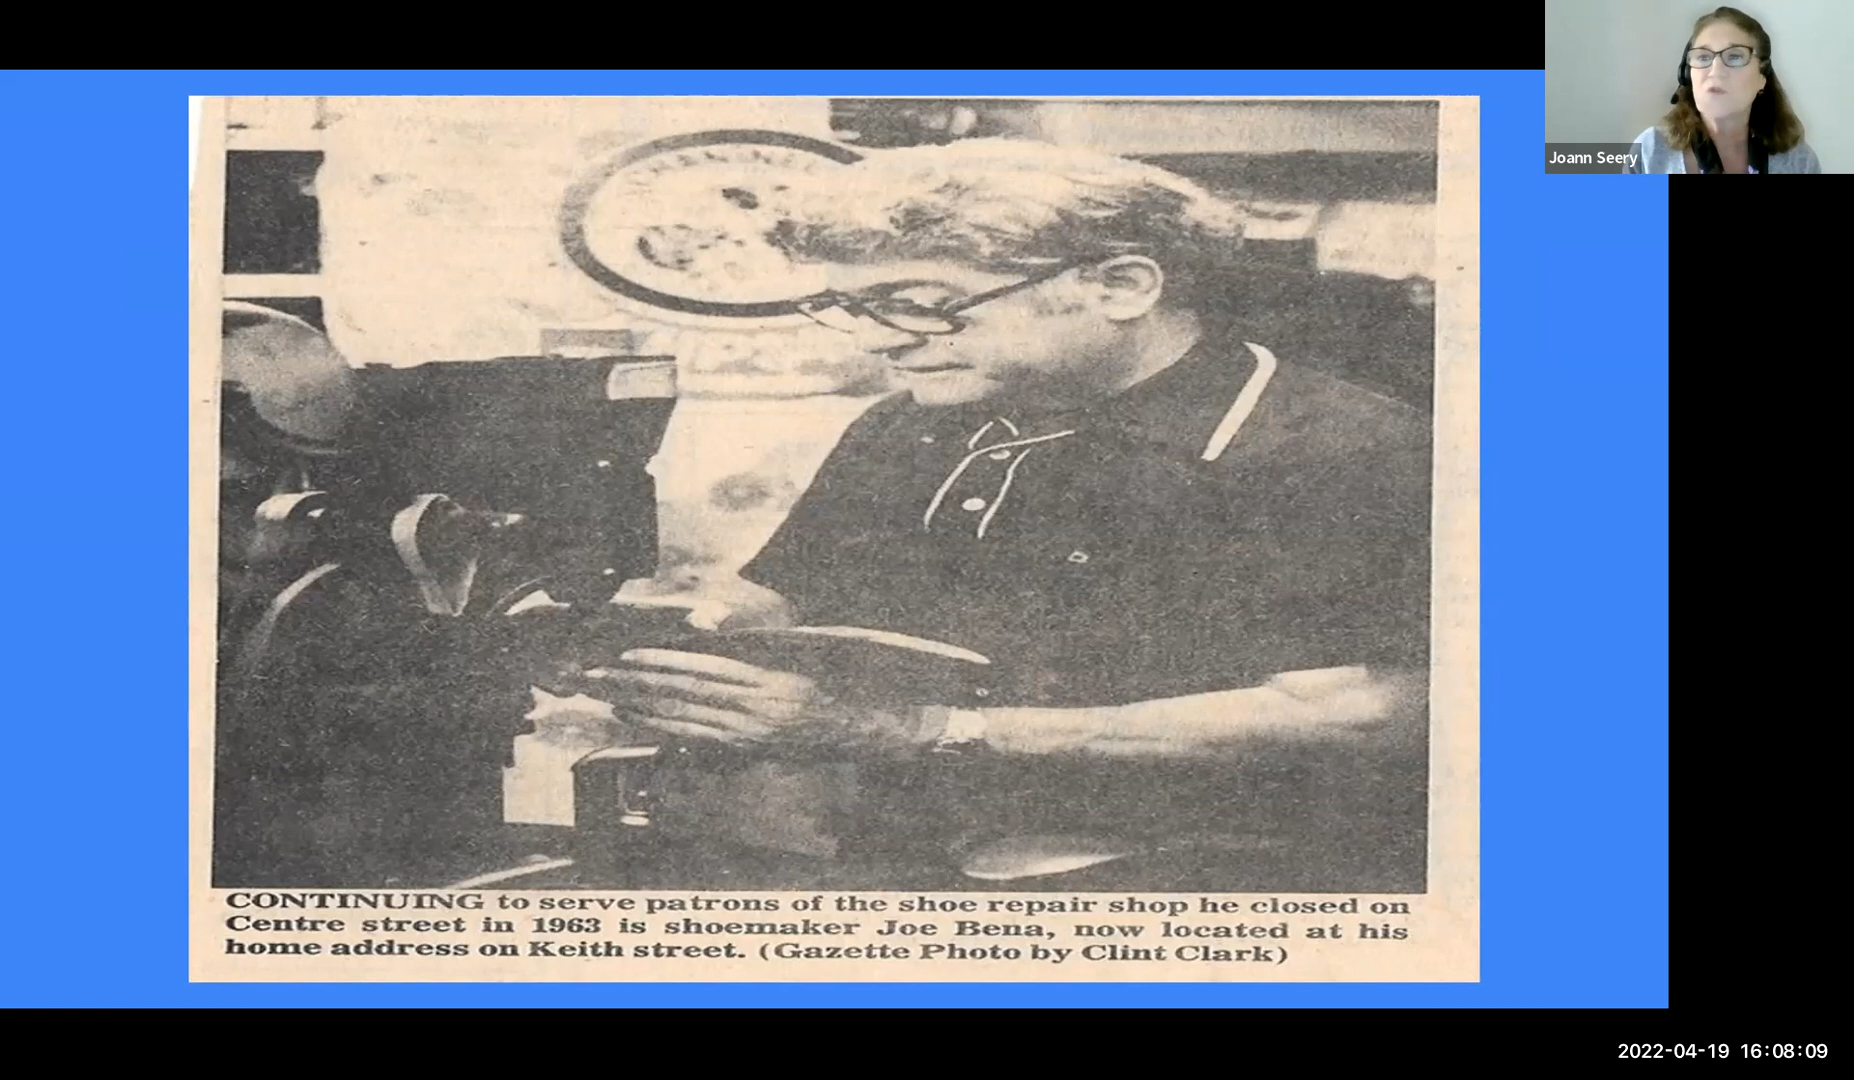 Joann Seery
CONTINUING to serve patrons of the shoe repair shop he closed on
Centre street in 1963 is shoemaker Joe Bena, now located at his
home address on Keith street. (Gazette Photo by Clint Clark)
2022-04-19 16:08:09